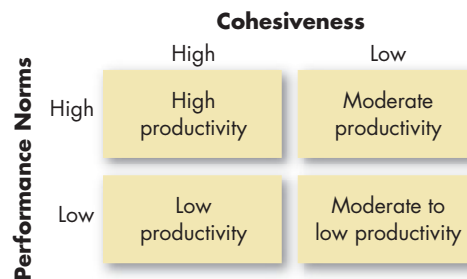 Cohesiveness
High
Low
Performance Norms
High
High
productivity
Moderate
productivity
Low
Low
productivity
Moderate to
low productivity